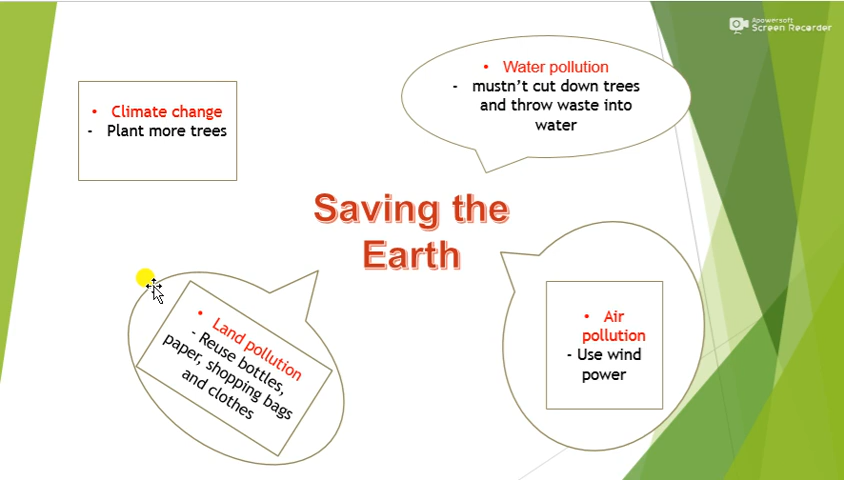 Apowersoft
Screen Recorder
• Climate change
- Plant more trees
• Water pollution
- mustn't cut down trees
and throw waste into
water
Saving the
Earth
• Land pollution
- Reuse bottles,
paper, shopping bags
and clothes
• Air
pollution
- Use wind
power